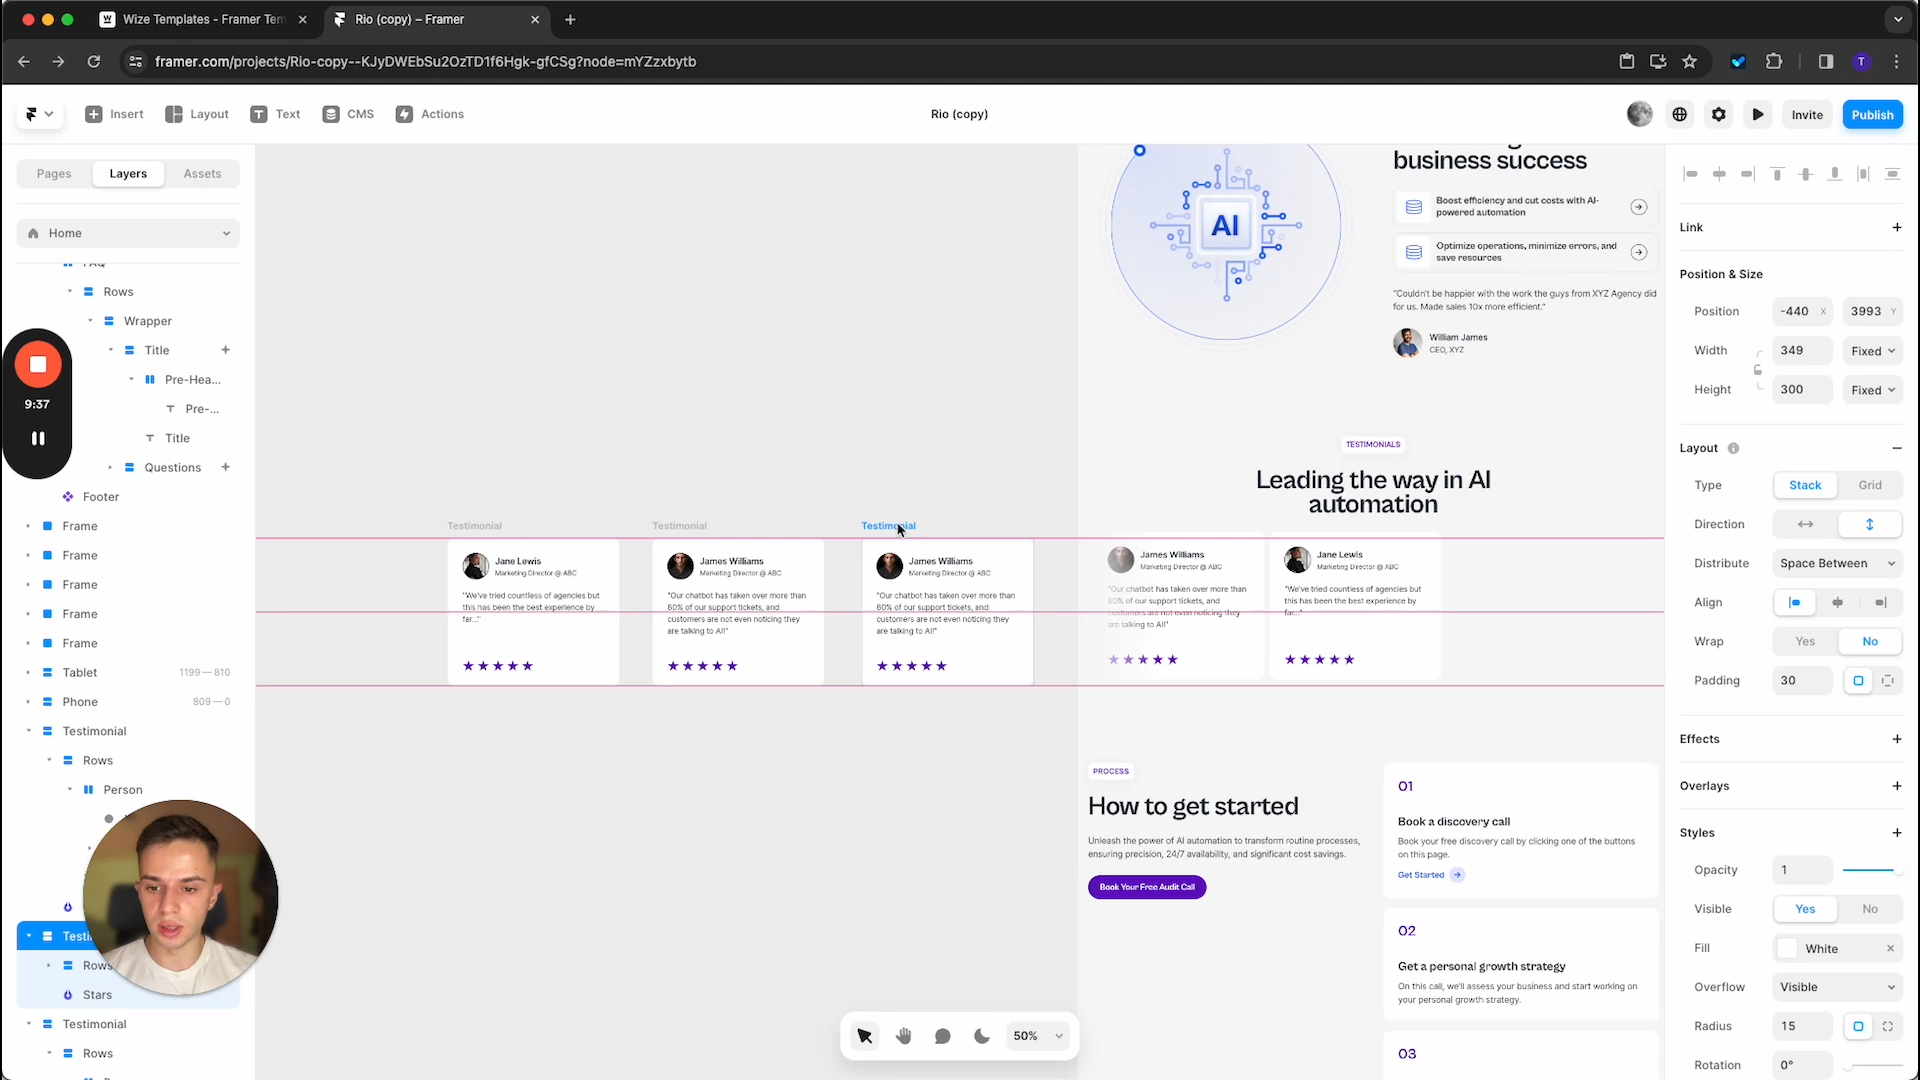 Wize Templates - Framer Tem
Rio (copy) – Framer
framer.com/projects/Rio-copy--KJyDWEbSu2OzTD1f6Hgk-gfCSg?node=mYZzxbytb
T
Insert
Layout
Text
CMS
Actions
Rio (copy)
Invite
Publish
Pages
Layers
Assets
Home
FAQ
Rows
Wrapper
Title
Pre-Hea...
Pre-...
Title
Questions
Footer
Frame
Frame
Frame
Frame
Frame
Tablet
1199 — 810
Phone
809 — 0
Testimonial
Rows
Person
Rows
Stars
Testimonial
Rows
9:37
business success
AI
Boost efficiency and cut costs with AI-
powered automation
Optimize operations, minimize errors, and
save resources
"Couldn't be happier with the work the guys from XYZ Agency did
for us. Made sales 10x more efficient."
William James
CEO, XYZ
TESTIMONIALS
Leading the way in AI
automation
Testimonial
Testimonial
Testimonial
Jane Lewis
Marketing Director @ ABC
"We've tried countless of agencies but
this has been the best experience by
far..."
James Williams
Marketing Director @ ABC
"Our chatbot has taken over more than
60% of our support tickets, and
customers are not even noticing they
are talking to AI!"
James Williams
Marketing Director @ ABC
"Our chatbot has taken over more than
60% of our support tickets, and
customers are not even noticing they
are talking to AI!"
James Williams
Marketing Director @ ABC
"Our chatbot has taken over more than
60% of our support tickets, and
customers are not even noticing they
are talking to AI!"
Jane Lewis
Marketing Director @ ABC
"We've tried countless of agencies but
this has been the best experience by
far..."
PROCESS
How to get started
Unleash the power of AI automation to transform routine processes,
ensuring precision, 24/7 availability, and significant cost savings.
Book Your Free Audit Call
01
Book a discovery call
Book your free discovery call by clicking one of the buttons
on this page.
Get Started
02
Get a personal growth strategy
On this call, we'll assess your business and start working on
your personal growth strategy.
03
50%
Link
Position & Size
Position
-440 X
3993 Y
Width
349
Fixed
Height
300
Fixed
Layout
Type
Stack
Grid
Direction
Distribute
Space Between
Align
Wrap
Yes
No
Padding
30
Effects
Overlays
Styles
Opacity
1
Visible
Yes
No
Fill
White
Overflow
Visible
Radius
15
Rotation
0°